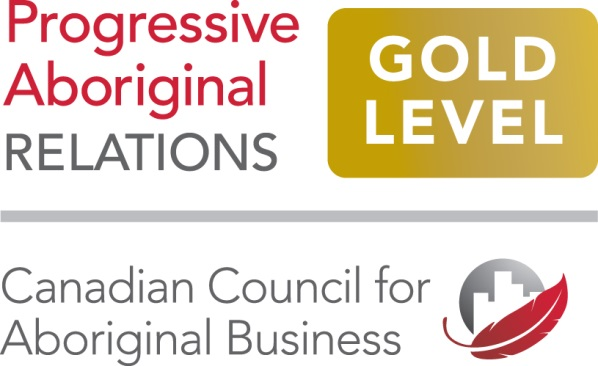 Progressive
Aboriginal
RELATIONS
GOLD
LEVEL
Canadian Council for
Aboriginal Business